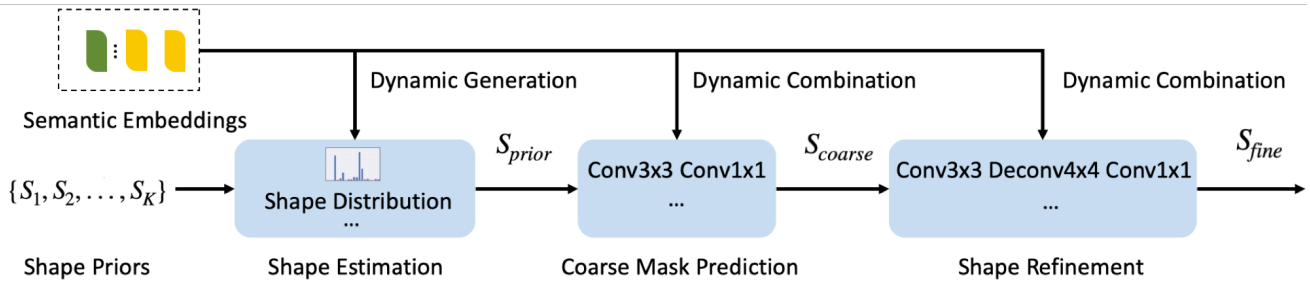 Semantic Embeddings
Dynamic Generation
Dynamic Combination
Dynamic Combination
{S_1, S_2, . . . , S_K}
Shape Distribution
...
S_prior
Conv3x3 Conv1x1
...
S_coarse
Conv3x3 Deconv4x4 Conv1x1
...
S_fine
Shape Priors
Shape Estimation
Coarse Mask Prediction
Shape Refinement